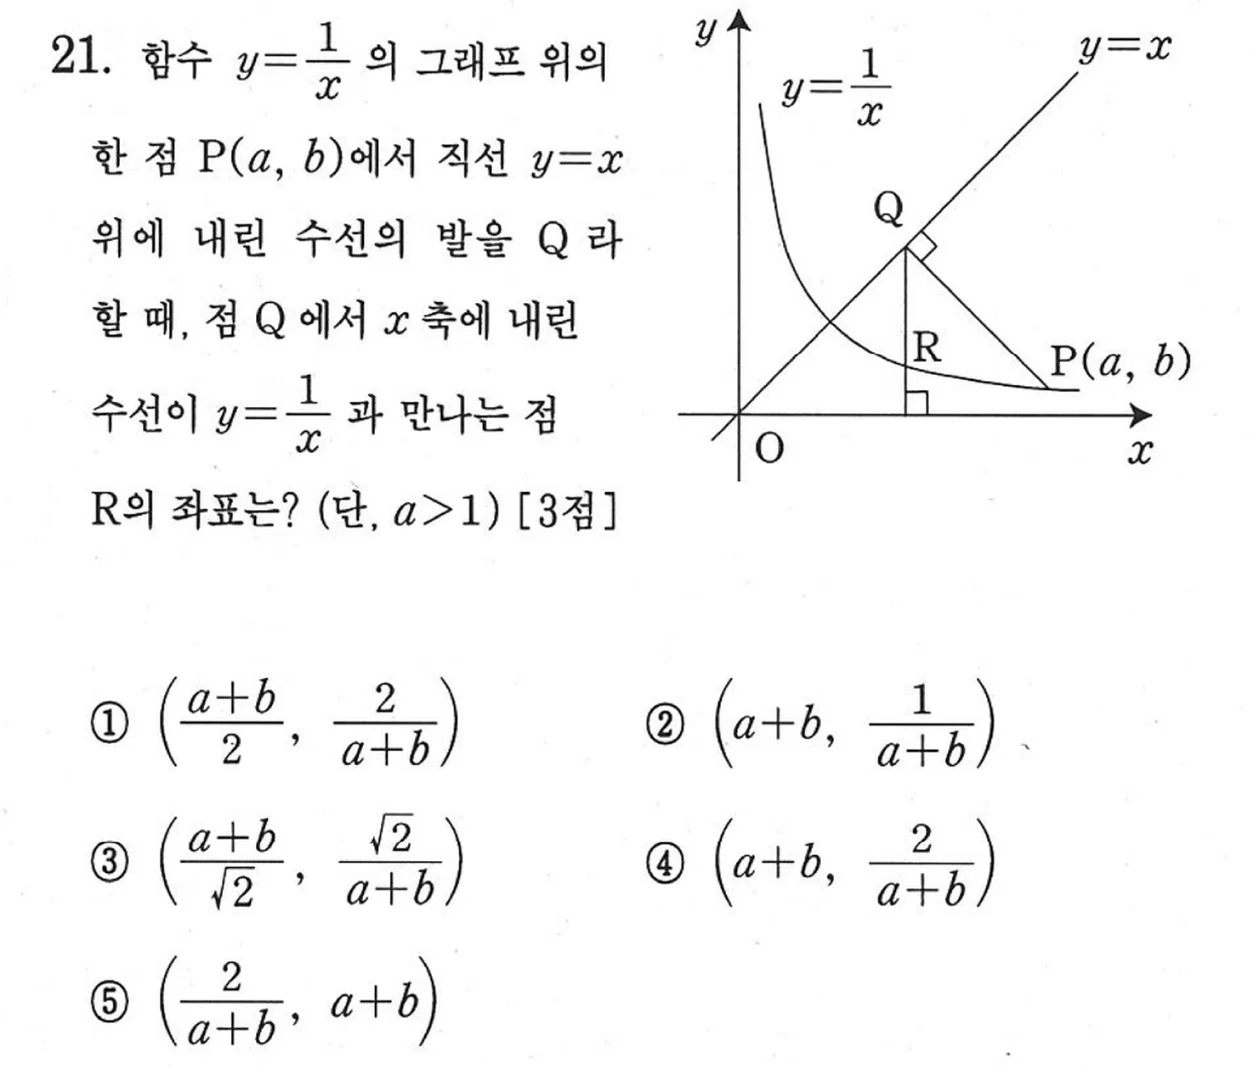 21. 함수 y=1/x 의 그래프 위의
한 점 P(a, b)에서 직선 y=x
위에 내린 수선의 발을 Q 라
할 때, 점 Q 에서 x 축에 내린
수선이 y=1/x 과 만나는 점
R의 좌표는? (단, a>1) [3점]
y
y=1/x
y=x
Q
R
P(a, b)
O
x
① ((a+b)/2, 2/(a+b))
② (a+b, 1/(a+b))
③ ((a+b)/√2, √2/(a+b))
④ (a+b, 2/(a+b))
⑤ (2/(a+b), a+b)